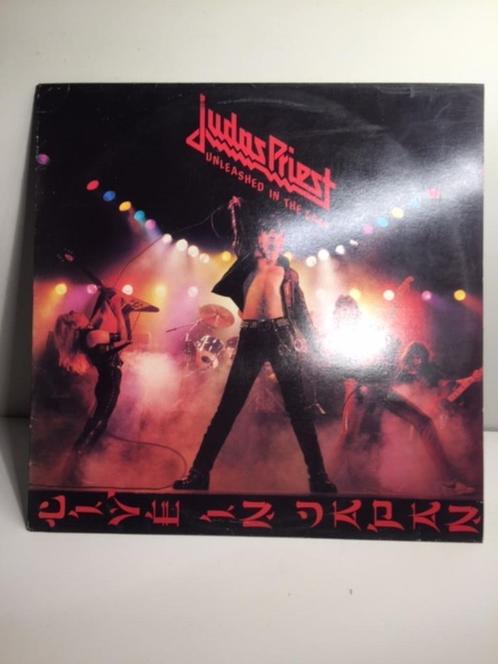 Judas Priest
UNLEASHED IN THE EAST
LIVE IN JAPAN